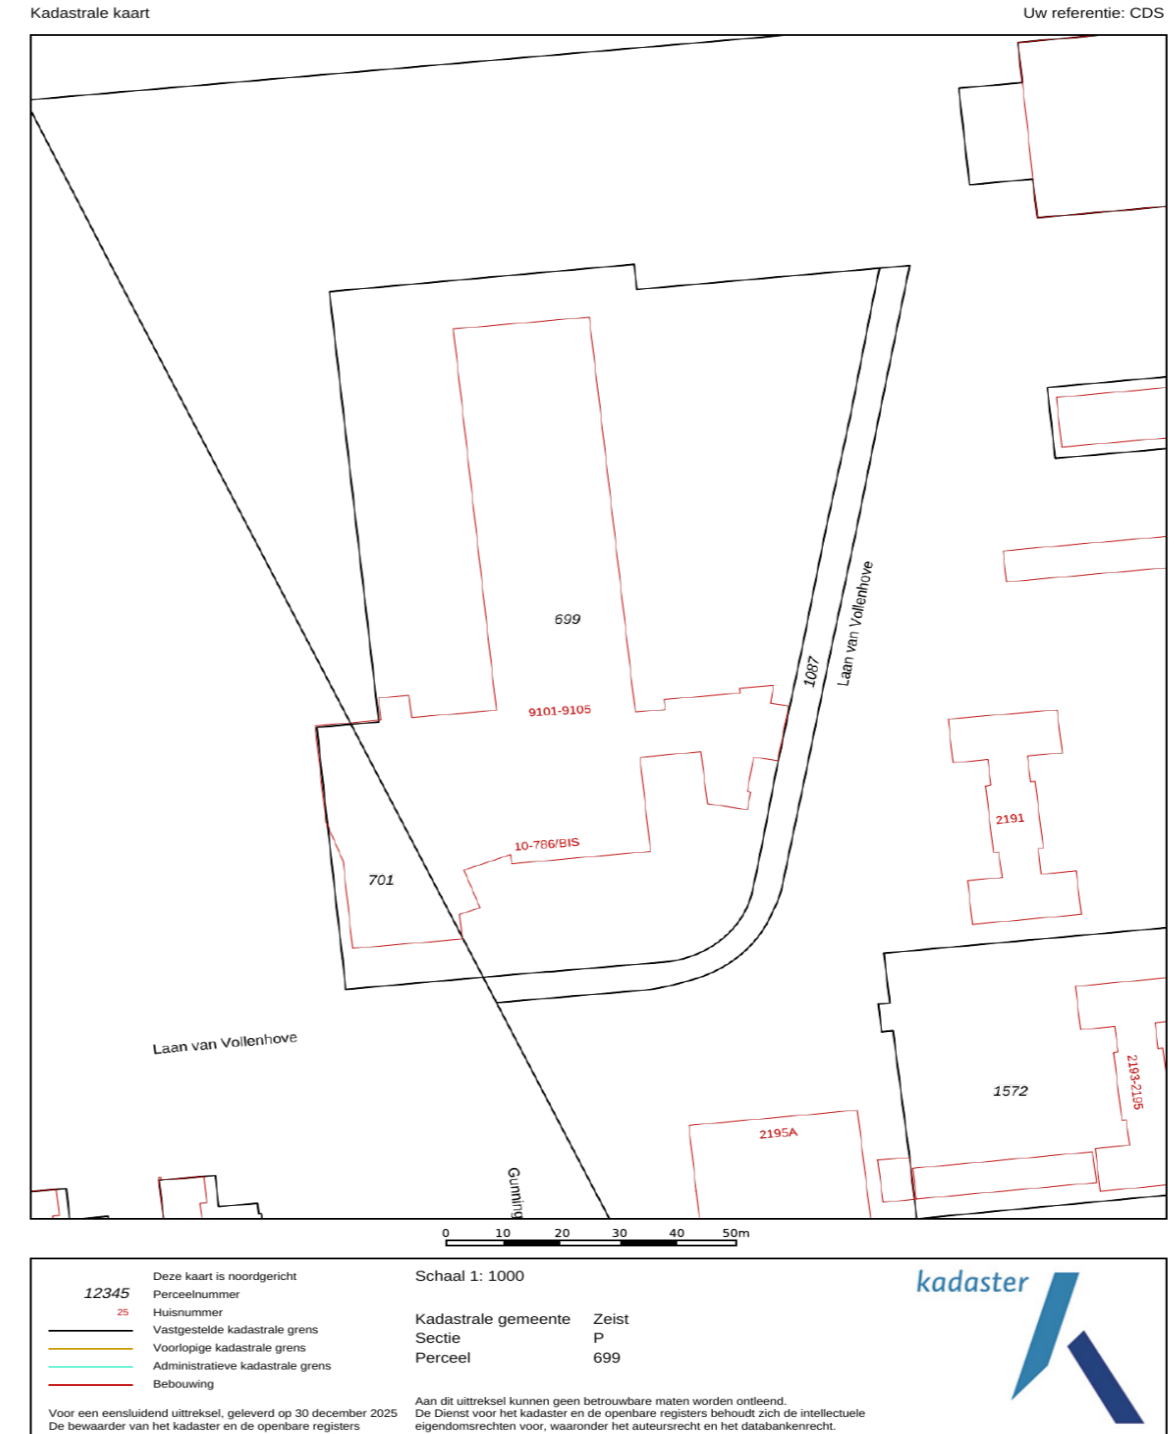 Kadastrale kaart
Uw referentie: CDS
699
1087
Laan van Vollenhove
9101-9105
2191
10-786/BIS
701
Laan van Vollenhove
1572
2193-2195
2195A
Gunning
0 10 20 30 40 50m
Deze kaart is noordgericht
12345 Perceelnummer
25 Huisnummer
Vastgestelde kadastrale grens
Voorlopige kadastrale grens
Administratieve kadastrale grens
Bebouwing
Voor een eensluidend uittreksel, geleverd op 30 december 2025
De bewaarder van het kadaster en de openbare registers
Schaal 1: 1000
Kadastrale gemeente Zeist
Sectie P
Perceel 699
Aan dit uittreksel kunnen geen betrouwbare maten worden ontleend.
De Dienst voor het kadaster en de openbare registers behoudt zich de intellectuele
eigendomsrechten voor, waaronder het auteursrecht en het databankenrecht.
kadaster